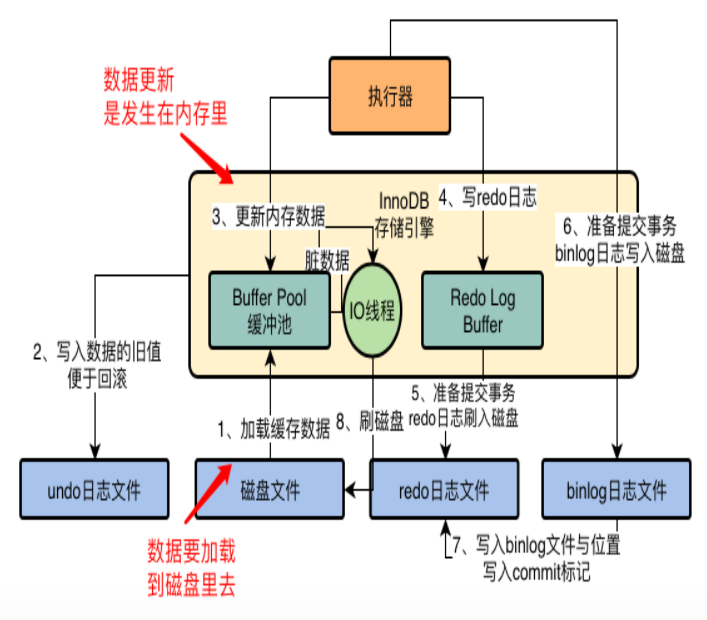 数据更新
是发生在内存里
执行器
InnoDB
存储引擎
4、写redo日志
3、更新内存数据
6、准备提交事务
binlog日志写入磁盘
脏数据
Buffer Pool
缓冲池
IO线程
Redo Log
Buffer
2、写入数据的旧值
便于回滚
1、加载缓存数据
8、刷磁盘
5、准备提交事务
redo日志刷入磁盘
undo日志文件
磁盘文件
redo日志文件
binlog日志文件
数据要加载
到磁盘里去
7、写入binlog文件与位置
写入commit标记